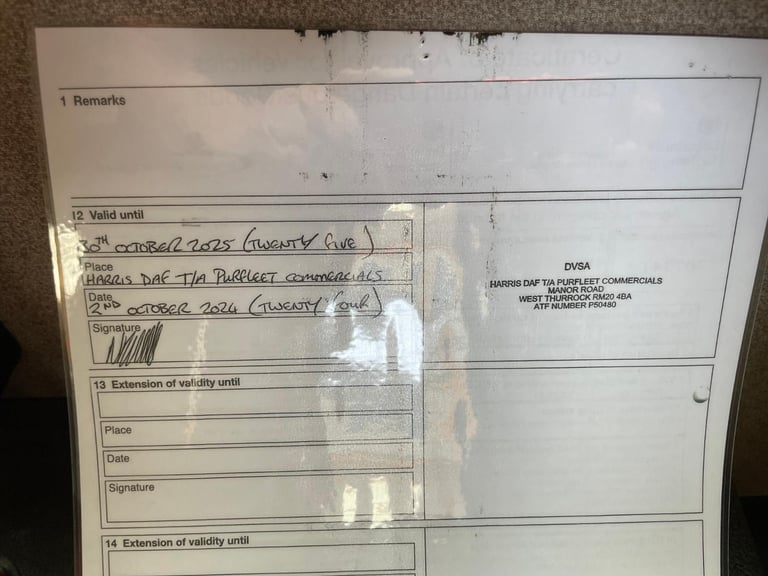 1 Remarks
12 Valid until
30TH OCTOBER 2025 (TWENTY five)
Place
HARRIS DAF T/A PURFLEET COMMERCIALS
Date
2ND OCTOBER 2024 (TWENTY four)
Signature
DVSA
HARRIS DAF T/A PURFLEET COMMERCIALS
MANOR ROAD
WEST THURROCK RM20 4BA
ATF NUMBER P50480
13 Extension of validity until
Place
Date
Signature
14 Extension of validity until